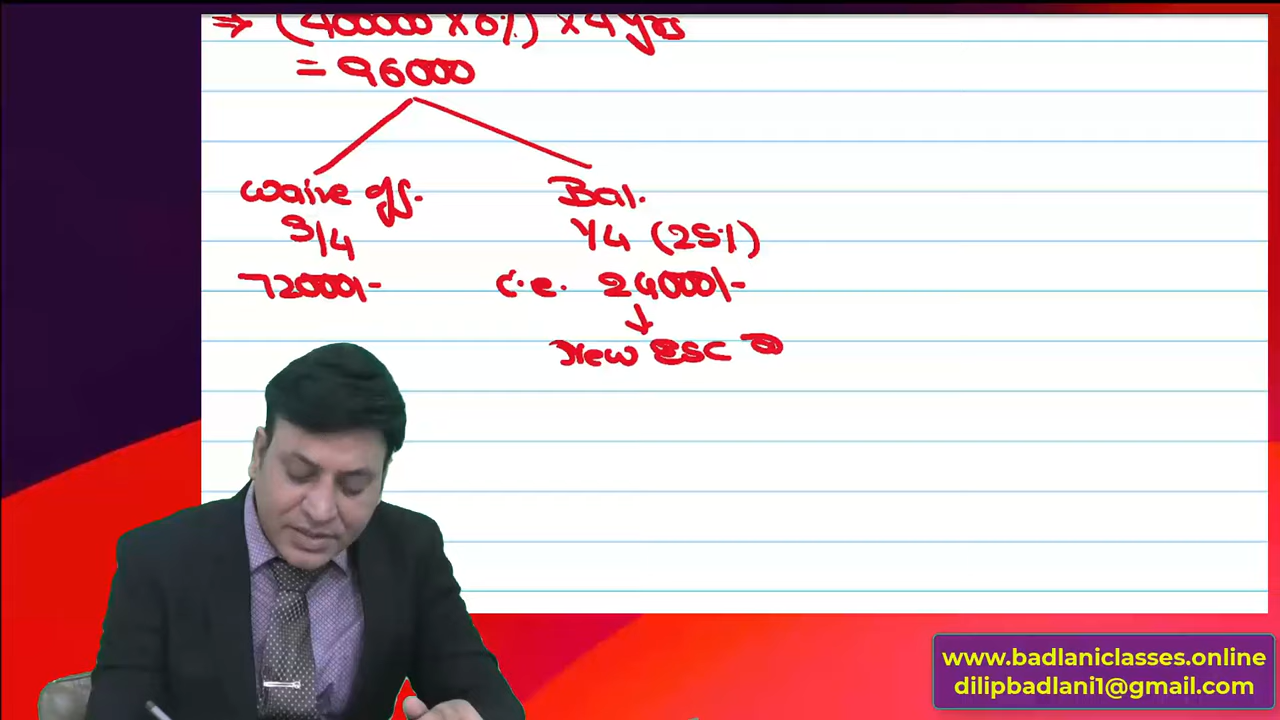 ⇒ (400000 × 6%) × 4 yrs
= 96000
Waive off.
3/4
72000/-
Bal.
1/4 (25%)
i.e. 24000/-
↓
New ESC @
www.badlaniclasses.online
dilipbadlani1@gmail.com